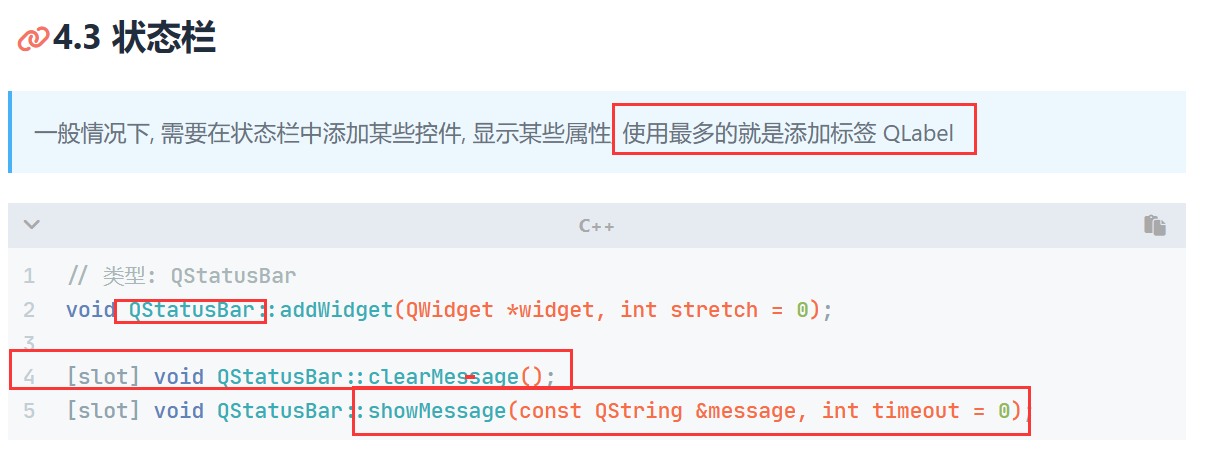 4.3 状态栏
一般情况下, 需要在状态栏中添加某些控件, 显示某些属性, 使用最多的就是添加标签 QLabel
C++
1 // 类型: QStatusBar
2 void QStatusBar::addWidget(QWidget *widget, int stretch = 0);
3
4 [slot] void QStatusBar::clearMessage();
5 [slot] void QStatusBar::showMessage(const QString &message, int timeout = 0);